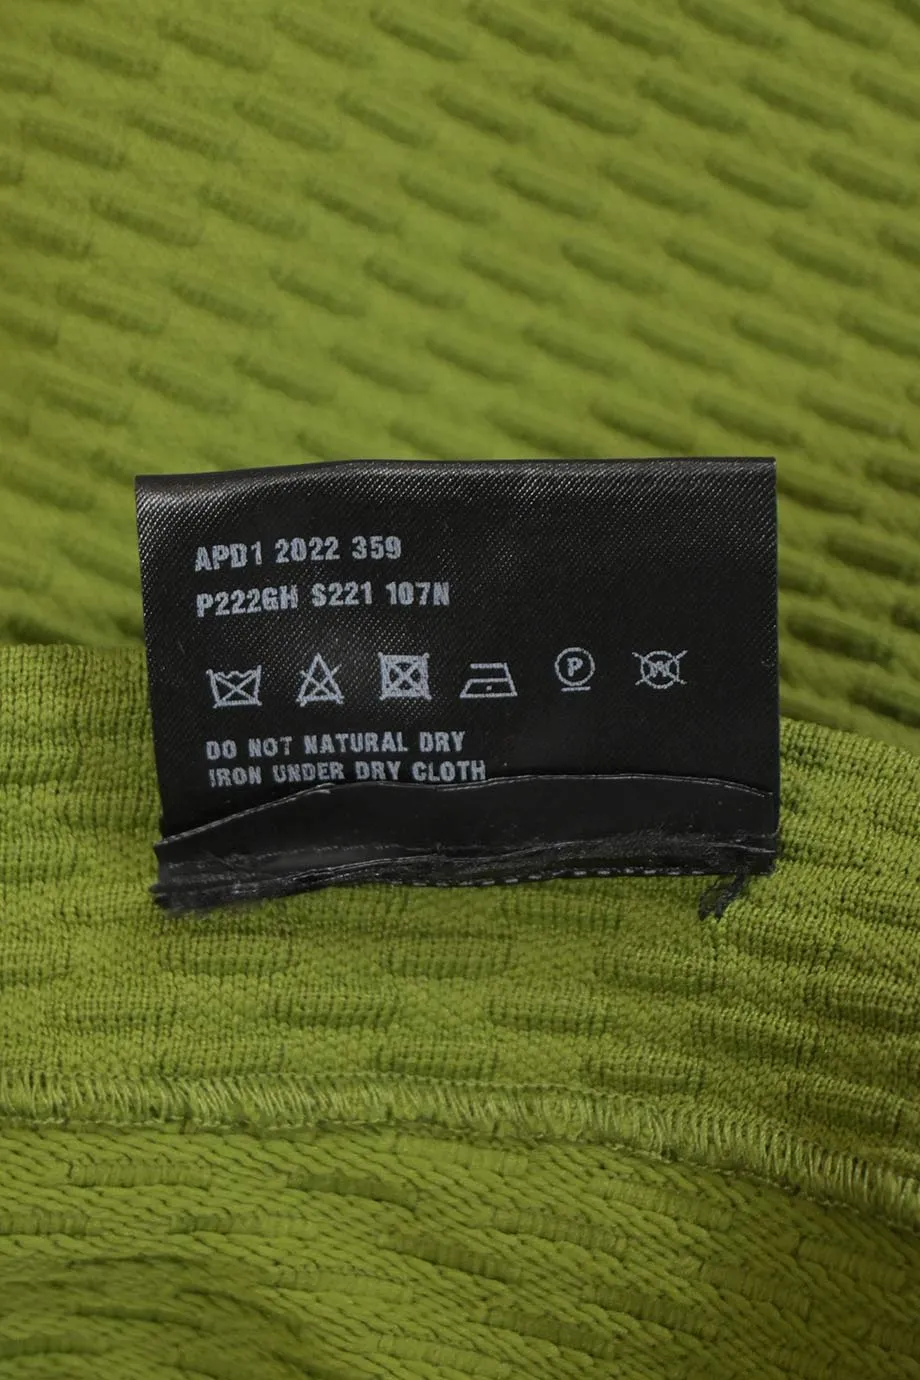 APD1 2022 359
P222GH S221 107N
P
DO NOT NATURAL DRY
IRON UNDER DRY CLOTH